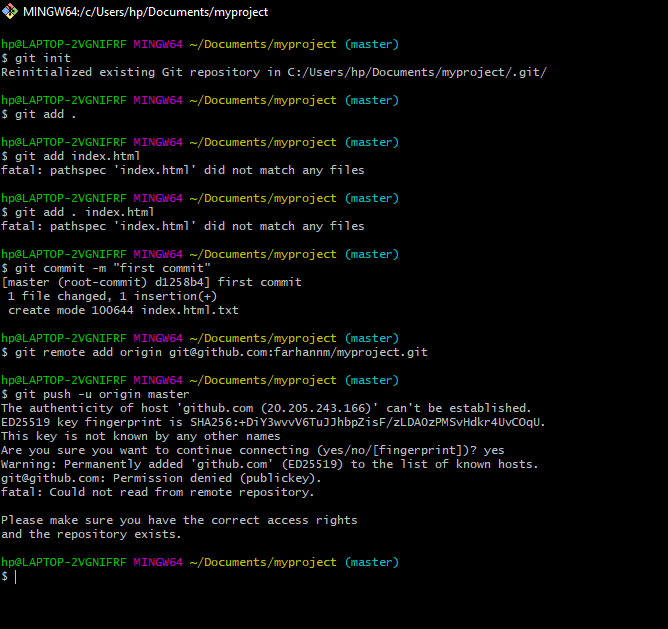 MINGW64:/c/Users/hp/Documents/myproject
hp@LAPTOP-2VGNIFRF MINGW64 ~/Documents/myproject (master)
$ git init
Reinitialized existing Git repository in C:/Users/hp/Documents/myproject/.git/
hp@LAPTOP-2VGNIFRF MINGW64 ~/Documents/myproject (master)
$ git add .
hp@LAPTOP-2VGNIFRF MINGW64 ~/Documents/myproject (master)
$ git add index.html
fatal: pathspec 'index.html' did not match any files
hp@LAPTOP-2VGNIFRF MINGW64 ~/Documents/myproject (master)
$ git add . index.html
fatal: pathspec 'index.html' did not match any files
hp@LAPTOP-2VGNIFRF MINGW64 ~/Documents/myproject (master)
$ git commit -m "first commit"
[master (root-commit) d1258b4] first commit
 1 file changed, 1 insertion(+)
 create mode 100644 index.html.txt
hp@LAPTOP-2VGNIFRF MINGW64 ~/Documents/myproject (master)
$ git remote add origin git@github.com:farhannm/myproject.git
hp@LAPTOP-2VGNIFRF MINGW64 ~/Documents/myproject (master)
$ git push -u origin master
The authenticity of host 'github.com (20.205.243.166)' can't be established.
ED25519 key fingerprint is SHA256:+DiY3wvvV6TuJJhbpZisF/zLDA0zPMSvHdkr4UvCOqU.
This key is not known by any other names
Are you sure you want to continue connecting (yes/no/[fingerprint])? yes
Warning: Permanently added 'github.com' (ED25519) to the list of known hosts.
git@github.com: Permission denied (publickey).
fatal: Could not read from remote repository.
Please make sure you have the correct access rights
and the repository exists.
hp@LAPTOP-2VGNIFRF MINGW64 ~/Documents/myproject (master)
$